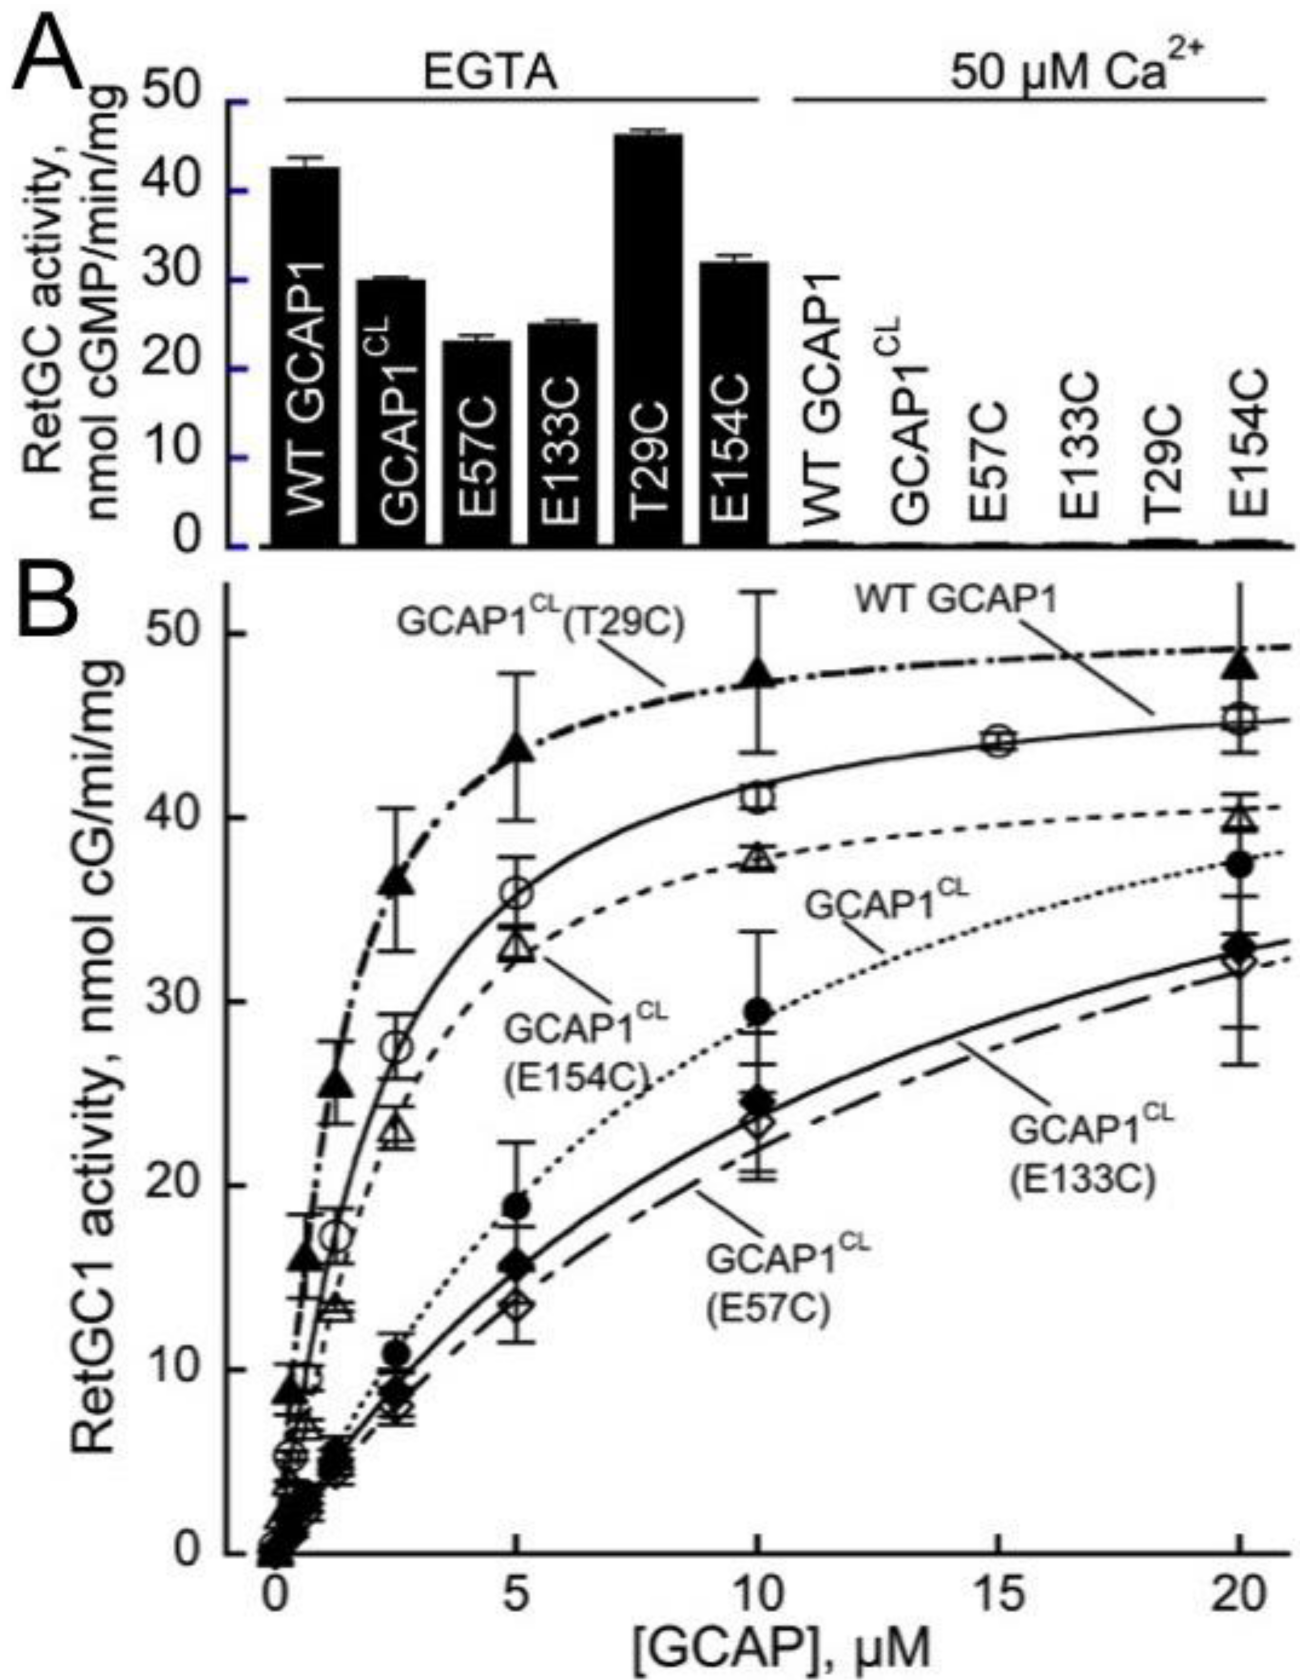 A
EGTA
50 µM Ca2+
RetGC activity,
nmol cGMP/min/mg
50
40
30
20
10
0
WT GCAP1
GCAP1CL
E57C
E133C
T29C
E154C
WT GCAP1
GCAP1CL
E57C
E133C
T29C
E154C
B
RetGC1 activity, nmol cG/mi/mg
50
40
30
20
10
0
GCAP1CL(T29C)
WT GCAP1
GCAP1CL
GCAP1CL
(E154C)
GCAP1CL
(E133C)
GCAP1CL
(E57C)
0
5
10
15
20
[GCAP], µM